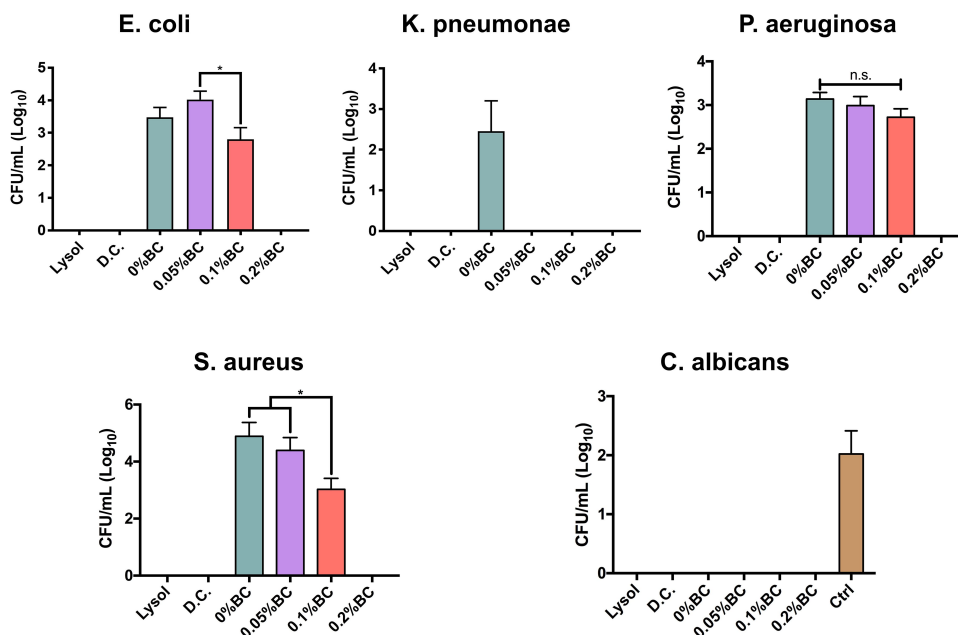 E. coli
K. pneumonae
P. aeruginosa
CFU/mL (Log10)
5
4
3
2
1
0
*
Lysol
D.C.
0%BC
0.05%BC
0.1%BC
0.2%BC
CFU/mL (Log10)
4
3
2
1
0
Lysol
D.C.
0%BC
0.05%BC
0.1%BC
0.2%BC
CFU/mL (Log10)
4
3
2
1
0
n.s.
Lysol
D.C.
0%BC
0.05%BC
0.1%BC
0.2%BC
S. aureus
C. albicans
CFU/mL (Log10)
6
4
2
0
*
Lysol
D.C.
0%BC
0.05%BC
0.1%BC
0.2%BC
CFU/mL (Log10)
3
2
1
0
Lysol
D.C.
0%BC
0.05%BC
0.1%BC
0.2%BC
Ctrl